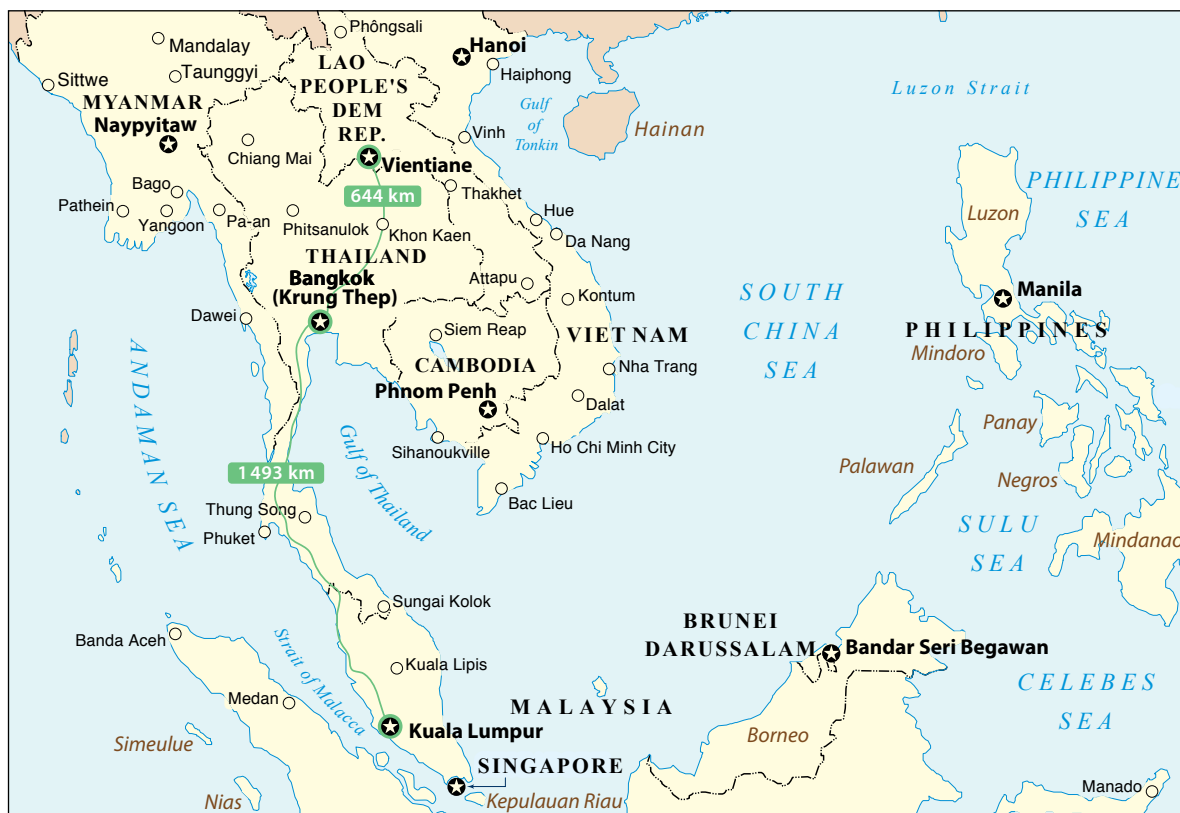 Phôngsali
Mandalay
Hanoi
LAO
PEOPLE'S
DEM
REP.
Taunggyi
Haiphong
Sittwe
Luzon Strait
MYANMAR
Naypyitaw
Gulf
of
Tonkin
Hainan
Vinh
Chiang Mai
Vientiane
Thakhet
644 km
PHILIPPINE
SEA
Bago
Pathein
Yangoon
Pa-an
Phitsanulok
Khon Kaen
Hue
Da Nang
Luzon
THAILAND
Bangkok
(Krung Thep)
Attapu
Kontum
SOUTH
CHINA
SEA
Manila
Dawei
Siem Reap
VIET NAM
PHILIPPINES
Mindoro
CAMBODIA
Nha Trang
Phnom Penh
Dalat
ANDAMAN SEA
Gulf of Thailand
Sihanoukville
Ho Chi Minh City
Panay
Palawan
Negros
1 493 km
Bac Lieu
Thung Song
Phuket
SULU
SEA
Mindanao
Sungai Kolok
Banda Aceh
Strait of Malacca
BRUNEI
DARUSSALAM
Bandar Seri Begawan
Kuala Lipis
Medan
MALAYSIA
CELEBES
SEA
Simeulue
Kuala Lumpur
Borneo
SINGAPORE
Nias
Kepulauan Riau
Manado